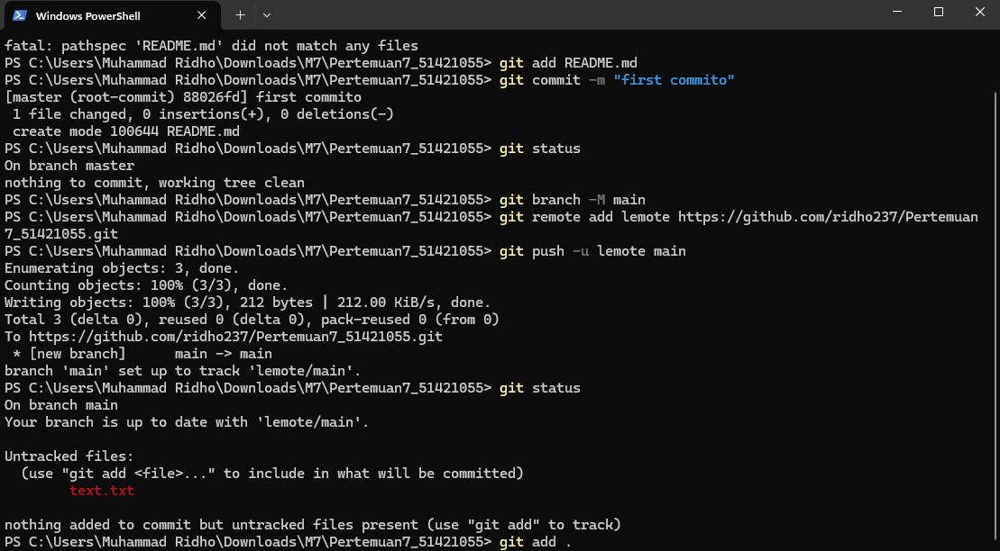 Windows PowerShell
fatal: pathspec 'README.md' did not match any files
PS C:\Users\Muhammad Ridho\Downloads\M7\Pertemuan7_51421055> git add README.md
PS C:\Users\Muhammad Ridho\Downloads\M7\Pertemuan7_51421055> git commit -m "first commito"
[master (root-commit) 88026fd] first commito
 1 file changed, 0 insertions(+), 0 deletions(-)
 create mode 100644 README.md
PS C:\Users\Muhammad Ridho\Downloads\M7\Pertemuan7_51421055> git status
On branch master
nothing to commit, working tree clean
PS C:\Users\Muhammad Ridho\Downloads\M7\Pertemuan7_51421055> git branch -M main
PS C:\Users\Muhammad Ridho\Downloads\M7\Pertemuan7_51421055> git remote add lemote https://github.com/ridho237/Pertemuan
7_51421055.git
PS C:\Users\Muhammad Ridho\Downloads\M7\Pertemuan7_51421055> git push -u lemote main
Enumerating objects: 3, done.
Counting objects: 100% (3/3), done.
Writing objects: 100% (3/3), 212 bytes | 212.00 KiB/s, done.
Total 3 (delta 0), reused 0 (delta 0), pack-reused 0 (from 0)
To https://github.com/ridho237/Pertemuan7_51421055.git
 * [new branch]      main -> main
branch 'main' set up to track 'lemote/main'.
PS C:\Users\Muhammad Ridho\Downloads\M7\Pertemuan7_51421055> git status
On branch main
Your branch is up to date with 'lemote/main'.
Untracked files:
  (use "git add <file>..." to include in what will be committed)
        text.txt
nothing added to commit but untracked files present (use "git add" to track)
PS C:\Users\Muhammad Ridho\Downloads\M7\Pertemuan7_51421055> git add .